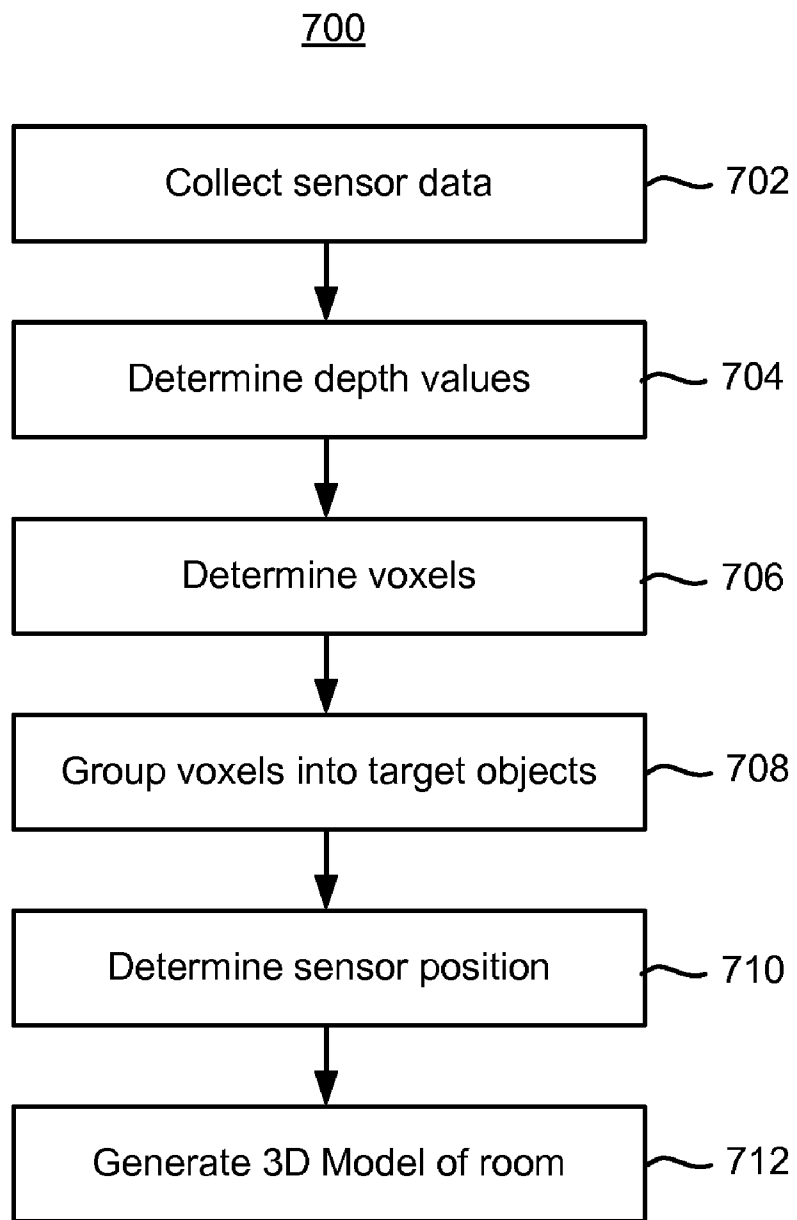 700
Collect sensor data
702
Determine depth values
704
Determine voxels
706
Group voxels into target objects
708
Determine sensor position
710
Generate 3D Model of room
712